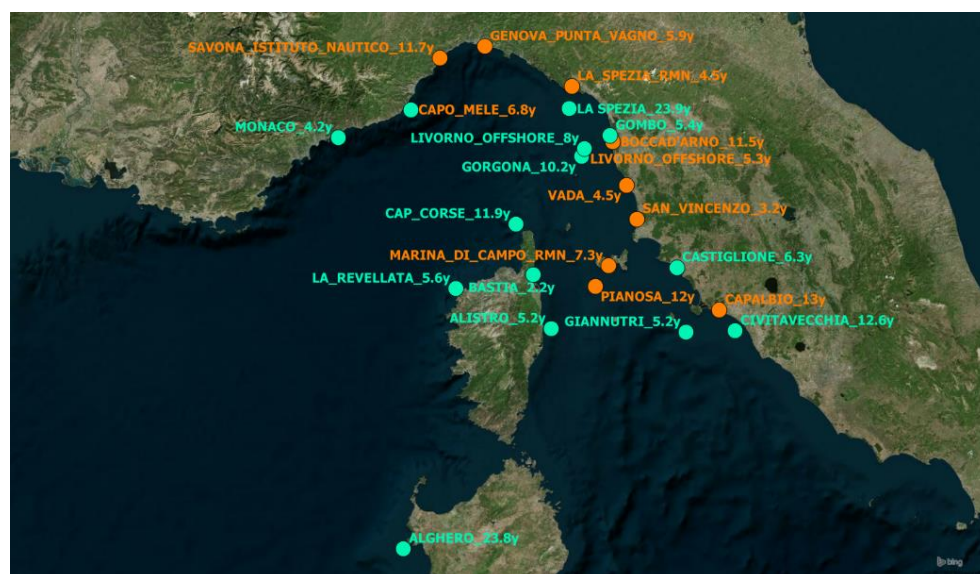 GENOVA_PUNTA_VAGNO_5.9y
SAVONA_ISTITUTO_NAUTICO_11.7y
LA_SPEZIA_RMN_4.5y
CAPO_MELE_6.8y
LA SPEZIA_23.9y
MONACO_4.2y
GOMBO_5.4y
LIVORNO_OFFSHORE_8y
BOCCAD'ARNO_11.5y
LIVORNO_OFFSHORE_5.3y
GORGONA_10.2y
VADA_4.5y
CAP_CORSE_11.9y
SAN_VINCENZO_3.2y
MARINA_DI_CAMPO_RMN_7.3y
CASTIGLIONE_6.3y
LA_REVELLATA_5.6y
BASTIA_2.2y
PIANOSA_12y
CAPALBIO_13y
ALISTRO_5.2y
GIANNUTRI_5.2y
CIVITAVECCHIA_12.6y
ALGHERO_23.8y
bing